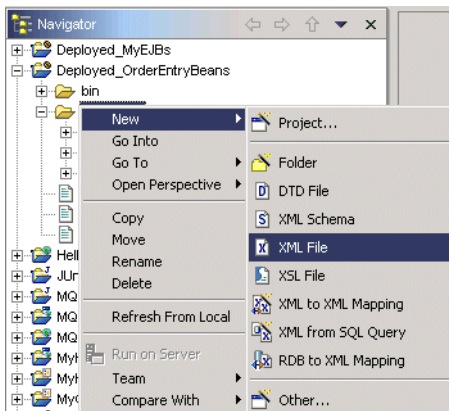 Navigator
Deployed_MyEJBs
Deployed_OrderEntryBeans
bin
New
Go Into
Go To
Open Perspective
Copy
Move
Rename
Delete
Refresh From Local
Run on Server
Team
Compare With
Project...
Folder
DTD File
XML Schema
XML File
XSL File
XML to XML Mapping
XML from SQL Query
RDB to XML Mapping
Other...
Hell
JUr
MQ
MQ
MQ